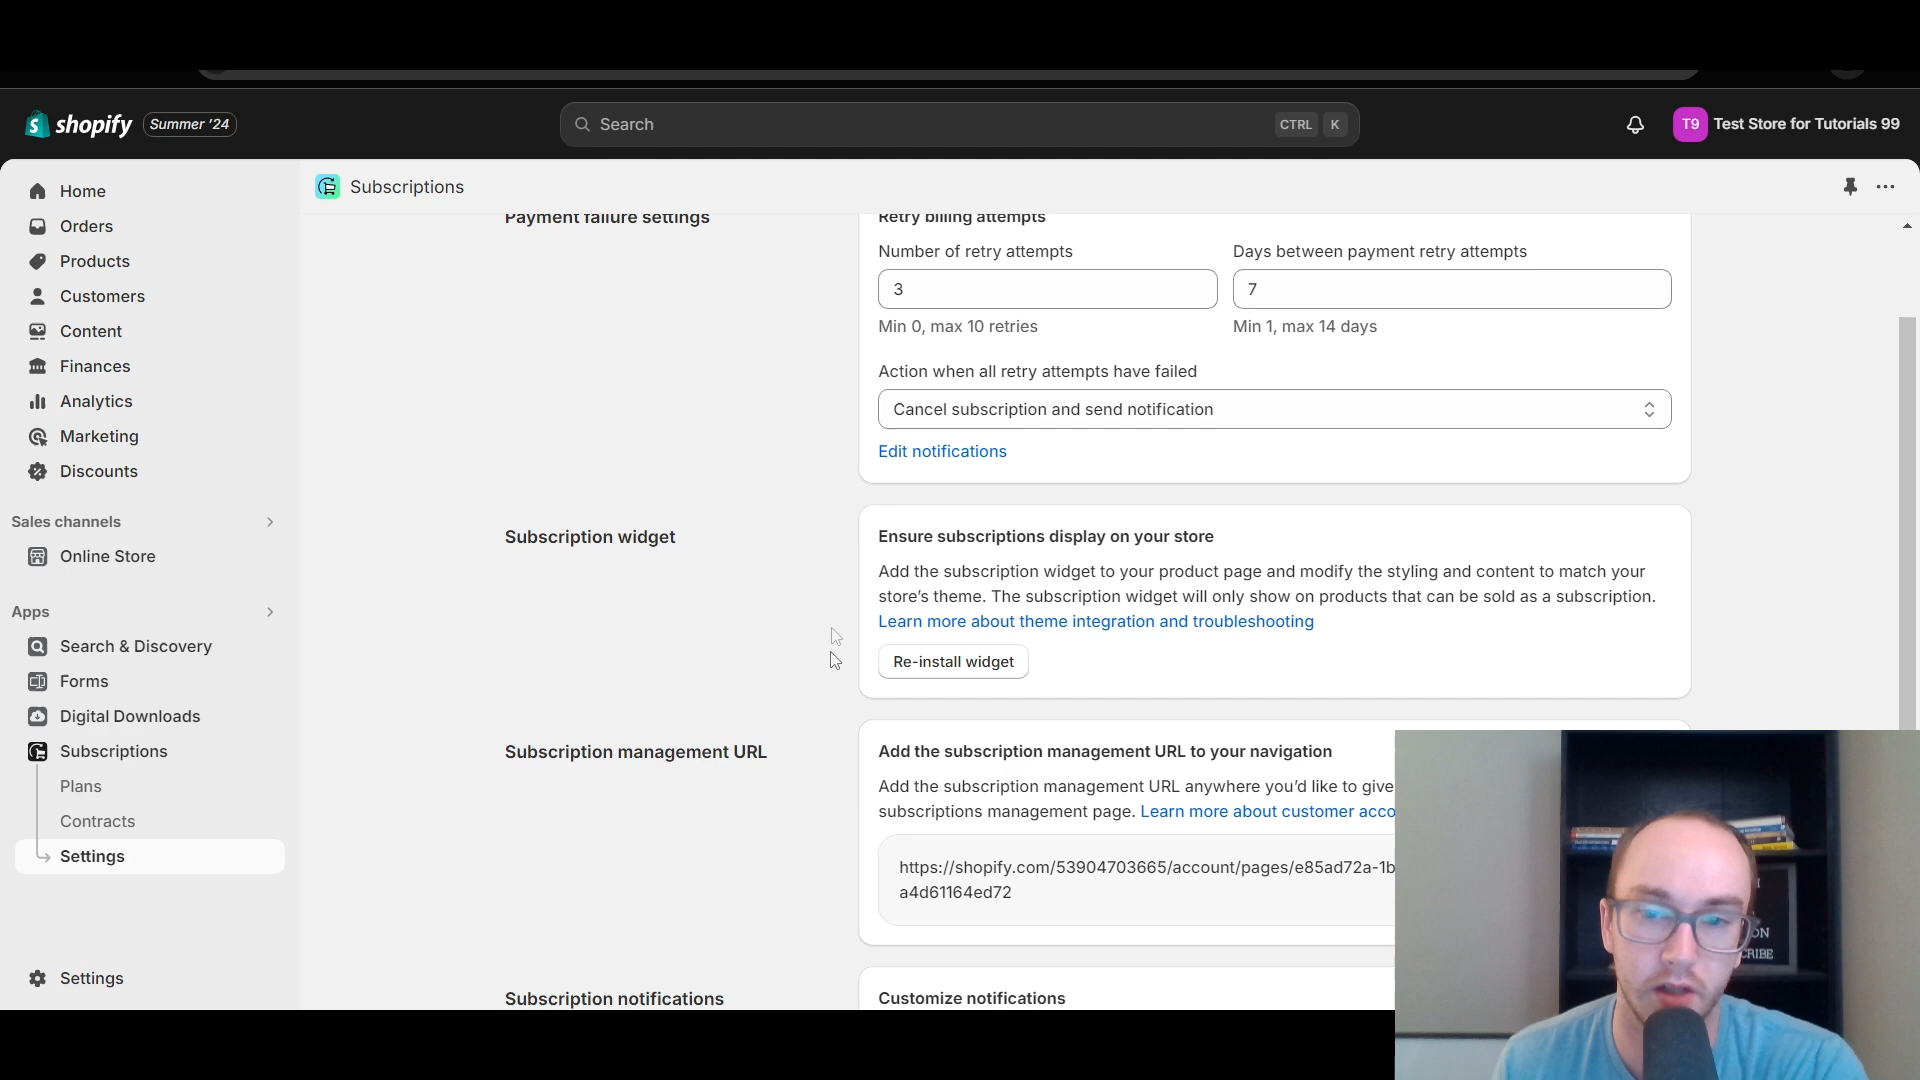 shopify Summer '24
Search CTRL K
T9 Test Store for Tutorials 99
Home
Orders
Products
Customers
Content
Finances
Analytics
Marketing
Discounts
Sales channels
Online Store
Apps
Search & Discovery
Forms
Digital Downloads
Subscriptions
Plans
Contracts
Settings
Settings
Subscriptions
Payment failure settings
Retry billing attempts
Number of retry attempts
Days between payment retry attempts
3
7
Min 0, max 10 retries
Min 1, max 14 days
Action when all retry attempts have failed
Cancel subscription and send notification
Edit notifications
Subscription widget
Ensure subscriptions display on your store
Add the subscription widget to your product page and modify the styling and content to match your
store's theme. The subscription widget will only show on products that can be sold as a subscription.
Learn more about theme integration and troubleshooting
Re-install widget
Subscription management URL
Add the subscription management URL to your navigation
Add the subscription management URL anywhere you'd like to give
subscriptions management page. Learn more about customer acco
https://shopify.com/53904703665/account/pages/e85ad72a-1b
a4d61164ed72
Subscription notifications
Customize notifications